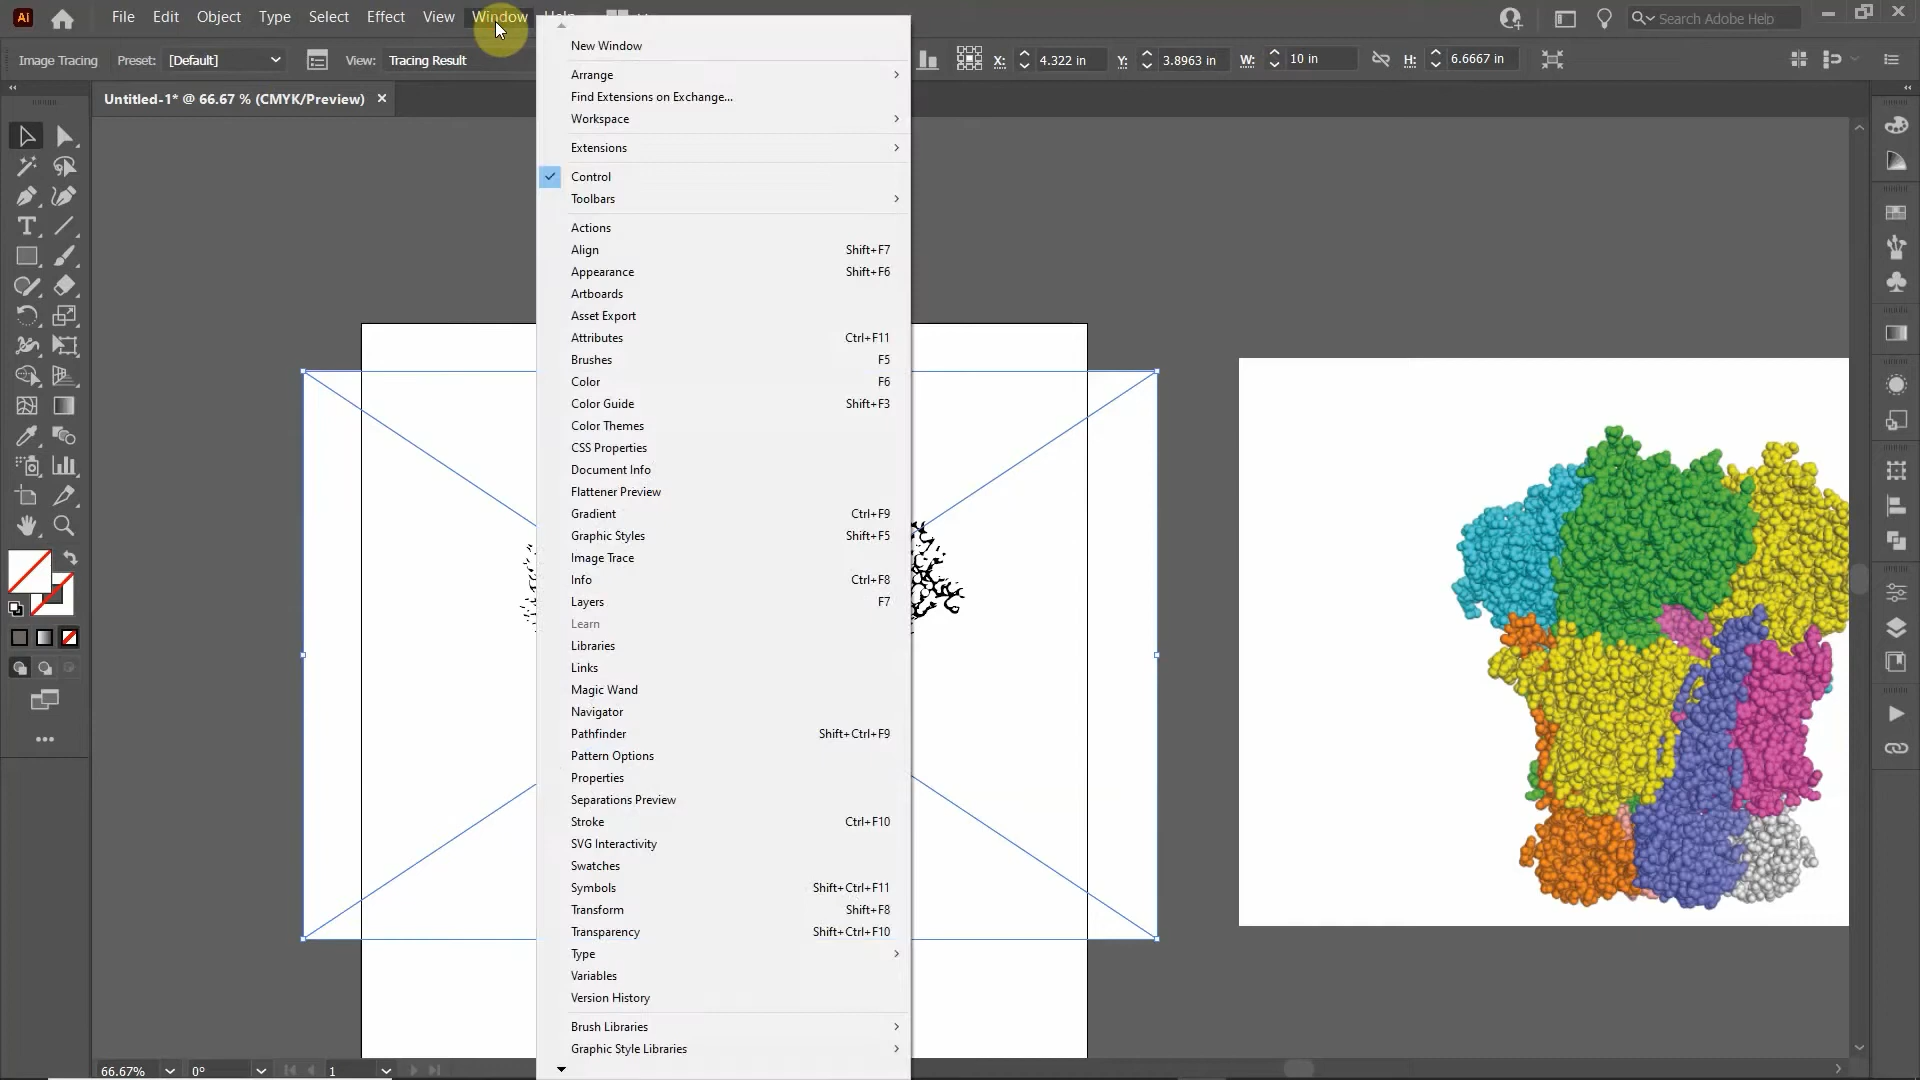 Ai File Edit Object Type Select Effect View Window Help
Search Adobe Help
Image Tracing Preset: [Default] View: Tracing Result
X: 4.322 in Y: 3.8963 in W: 10 in H: 6.6667 in
Untitled-1* @ 66.67 % (CMYK/Preview) ×
New Window
Arrange
Find Extensions on Exchange...
Workspace
Extensions
Control
Toolbars
Actions
Align Shift+F7
Appearance Shift+F6
Artboards
Asset Export
Attributes Ctrl+F11
Brushes F5
Color F6
Color Guide Shift+F3
Color Themes
CSS Properties
Document Info
Flattener Preview
Gradient Ctrl+F9
Graphic Styles Shift+F5
Image Trace
Info Ctrl+F8
Layers F7
Learn
Libraries
Links
Magic Wand
Navigator
Pathfinder Shift+Ctrl+F9
Pattern Options
Properties
Separations Preview
Stroke Ctrl+F10
SVG Interactivity
Swatches
Symbols Shift+Ctrl+F11
Transform Shift+F8
Transparency Shift+Ctrl+F10
Type
Variables
Version History
Brush Libraries
Graphic Style Libraries
66.67% 0° 1